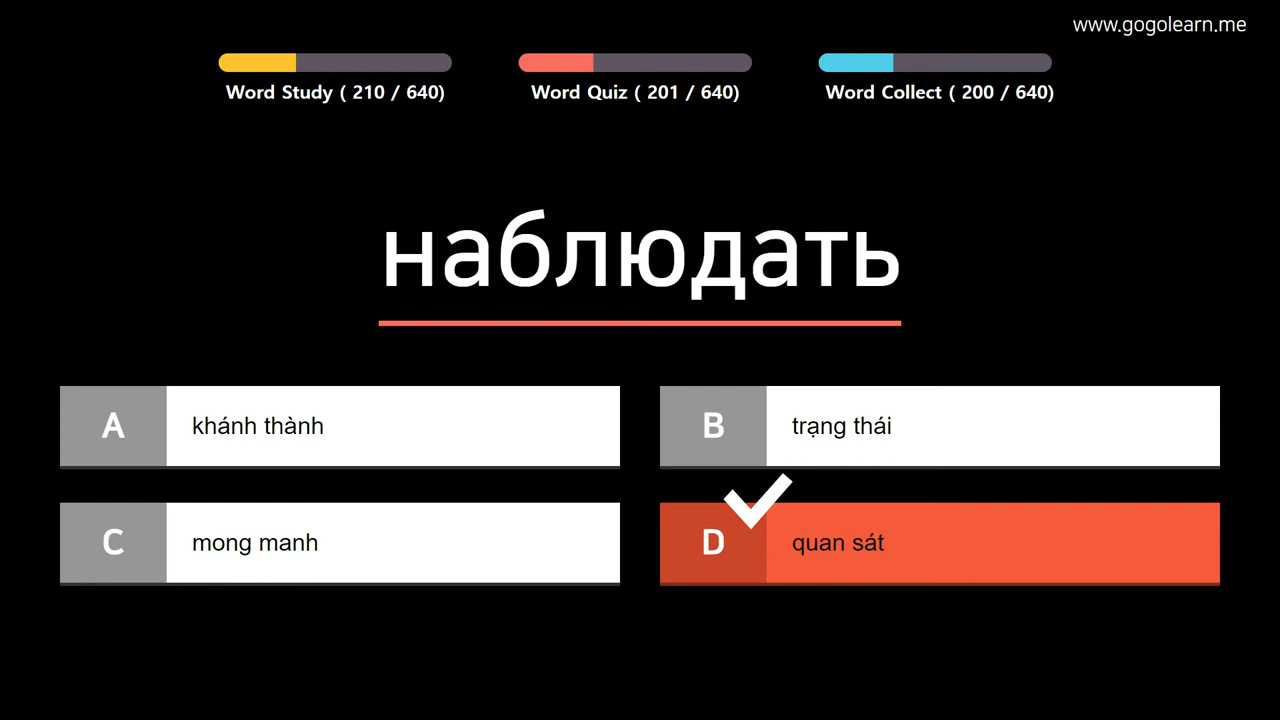 www.gogolearn.me
Word Study ( 210 / 640)
Word Quiz ( 201 / 640)
Word Collect ( 200 / 640)
наблюдать
A khánh thành
B trạng thái
C mong manh
D quan sát